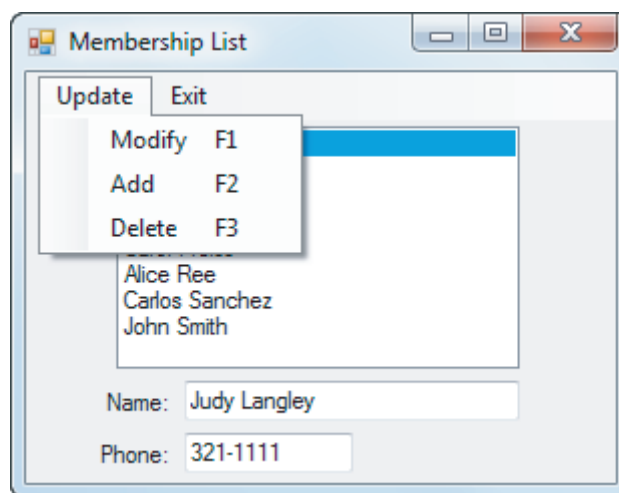 Membership List
Update Exit
Modify F1
Add F2
Delete F3
Alice Ree
Carlos Sanchez
John Smith
Name: Judy Langley
Phone: 321-1111